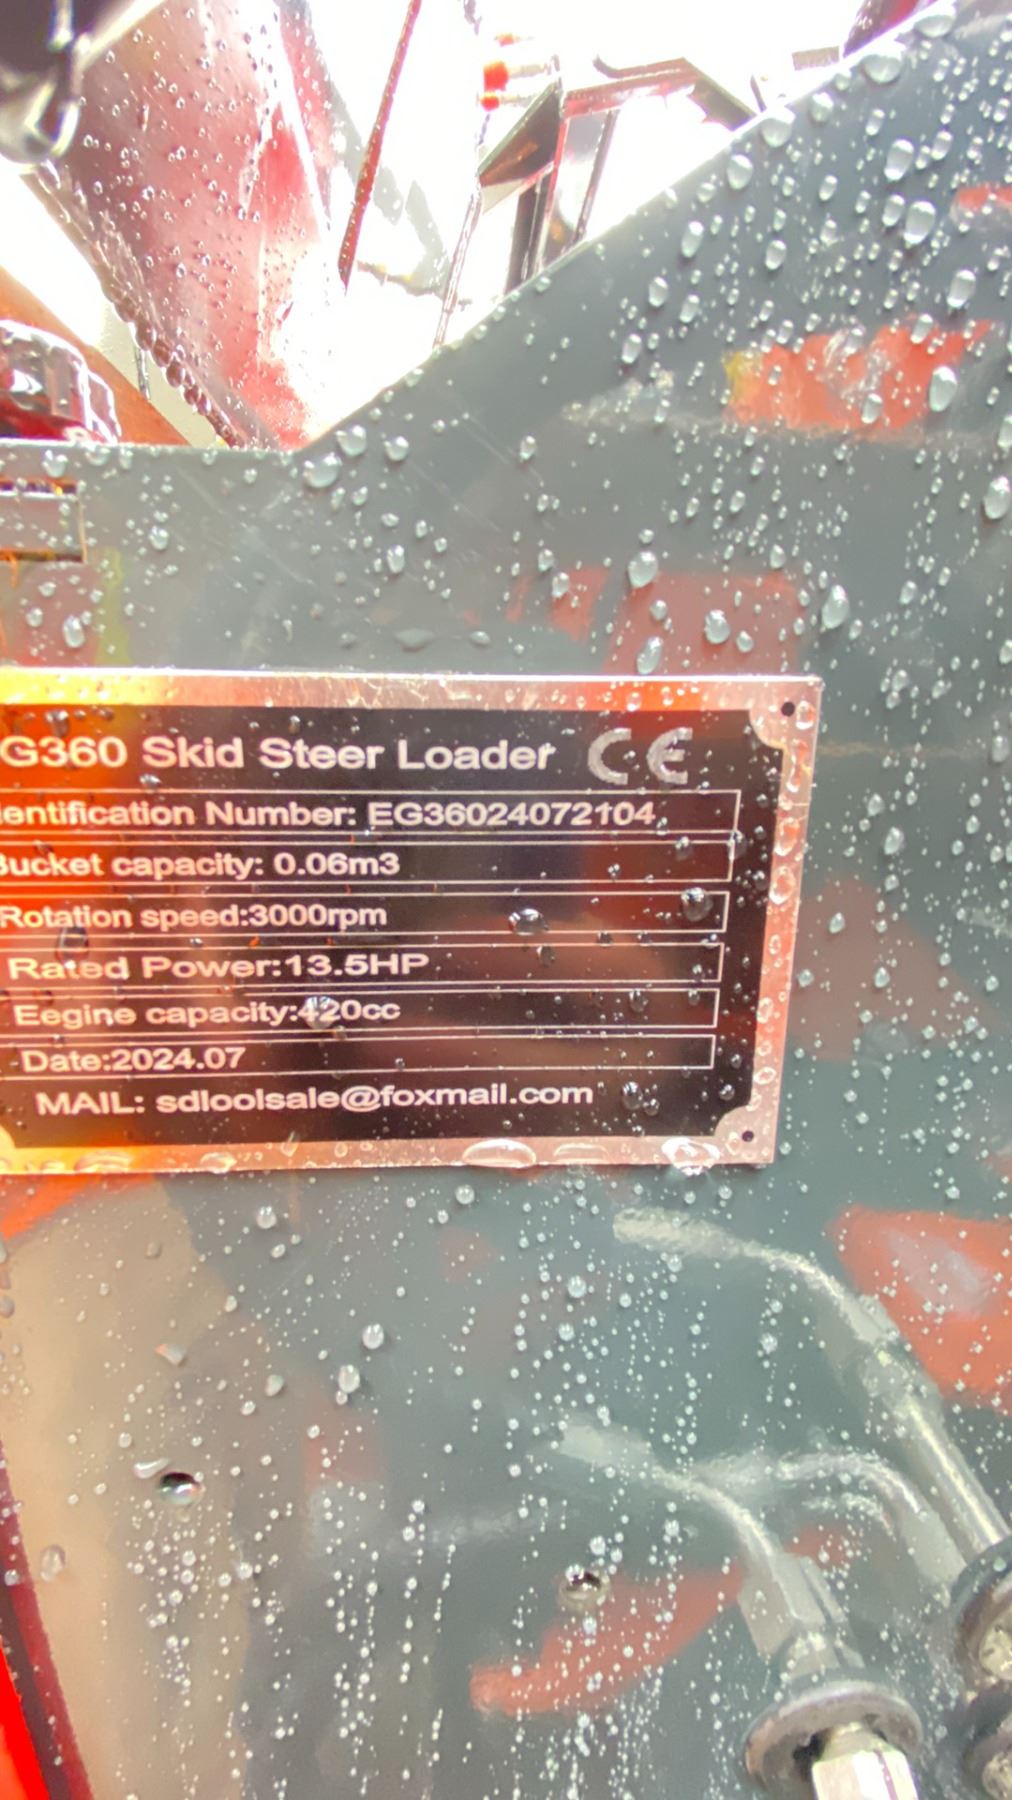 G360 Skid Steer Loader CE
entification Number: EG36024072104
Bucket capacity: 0.06m3
Rotation speed:3000rpm
Rated Power:13.5HP
Eegine capacity:420cc
Date:2024.07
MAIL: sdloolsale@foxmail.com